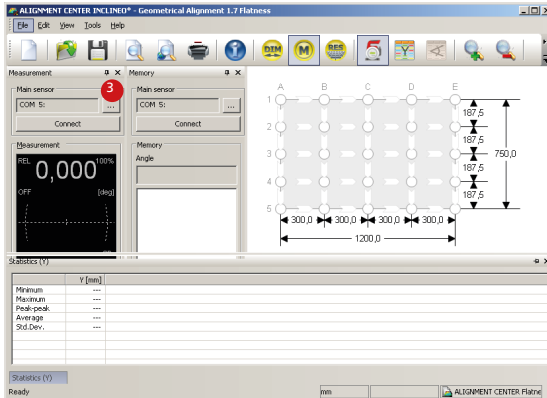 ALIGNMENT CENTER INCLINEO® - Geometrical Alignment 1.7 Flatness
File Edit View Tools Help
DIM M RES
Measurement
Memory
Main sensor
COM 5:
...
Connect
3
Main sensor
COM 5:
...
Connect
Measurement
REL 0,000 100%
OFF [deg]
Memory
Angle
A B C D E
1
2
3
4
5
187,5
187,5
187,5
187,5
750,0
300,0 300,0 300,0 300,0
1200,0
Statistics (Y)
Y [mm]
Minimum ---
Maximum ---
Peak-peak ---
Average ---
Std.Dev. ---
Statistics (Y)
Ready mm ALIGNMENT CENTER Flatne